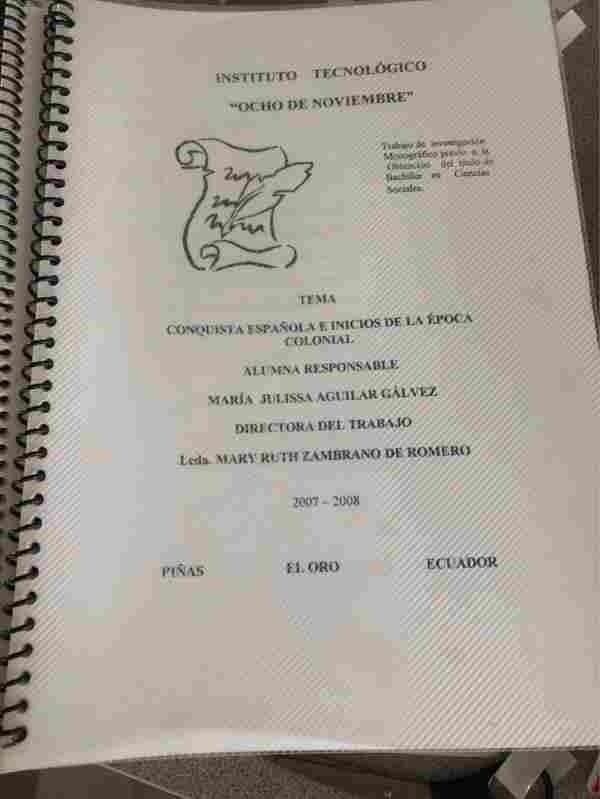 INSTITUTO TECNOLÓGICO
"OCHO DE NOVIEMBRE"
Trabajo de investigación
Monográfico previo a la
Obtención del título de
Bachiller en Ciencias
Sociales.
TEMA
CONQUISTA ESPAÑOLA E INICIOS DE LA ÉPOCA
COLONIAL
ALUMNA RESPONSABLE
MARÍA JULISSA AGUILAR GÁLVEZ
DIRECTORA DEL TRABAJO
Lcda. MARY RUTH ZAMBRANO DE ROMERO
2007 – 2008
PIÑAS EL ORO ECUADOR